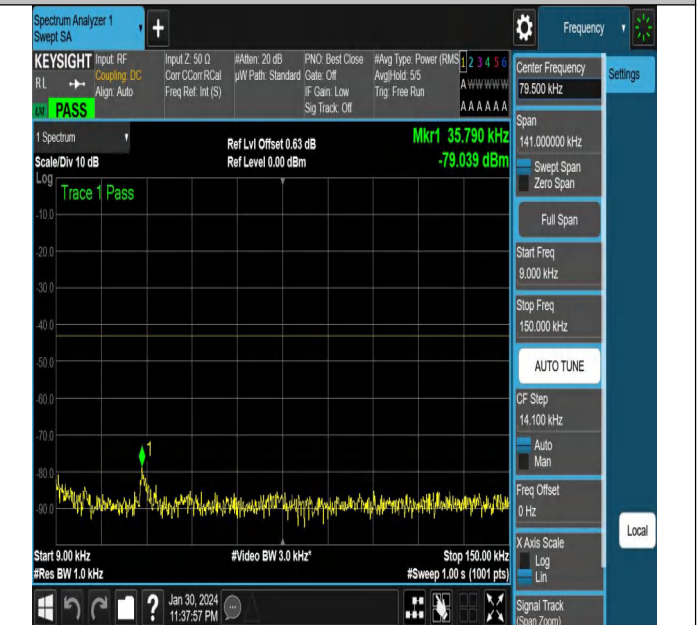 Spectrum Analyzer 1
Swept SA
+
Frequency
KEYSIGHT
RL
PASS
Input: RF
Coupling: DC
Align: Auto
Input Z: 50 Ω
Corr CCorr RCal
Freq Ref: Int (S)
#Atten: 20 dB
µW Path: Standard
PNO: Best Close
Gate: Off
IF Gain: Low
Sig Track: Off
#Avg Type: Power (RMS
Avg|Hold: 5/5
Trig: Free Run
1 2 3 4 5 6
A W W W W W
A A A A A A
1 Spectrum
Scale/Div 10 dB
Ref Lvl Offset 0.63 dB
Ref Level 0.00 dBm
Mkr1 35.790 kHz
-79.039 dBm
Log
Trace 1 Pass
-10.0
-20.0
-30.0
-40.0
-50.0
-60.0
-70.0
-80.0
-90.0
1
Start 9.00 kHz
#Res BW 1.0 kHz
#Video BW 3.0 kHz*
Stop 150.00 kHz
#Sweep 1.00 s (1001 pts)
?
Jan 30, 2024
11:37:57 PM
Center Frequency
79.500 kHz
Span
141.000000 kHz
Swept Span
Zero Span
Full Span
Start Freq
9.000 kHz
Stop Freq
150.000 kHz
AUTO TUNE
CF Step
14.100 kHz
Auto
Man
Freq Offset
0 Hz
X Axis Scale
Log
Lin
Signal Track
(Span Zoom)
Settings
Local